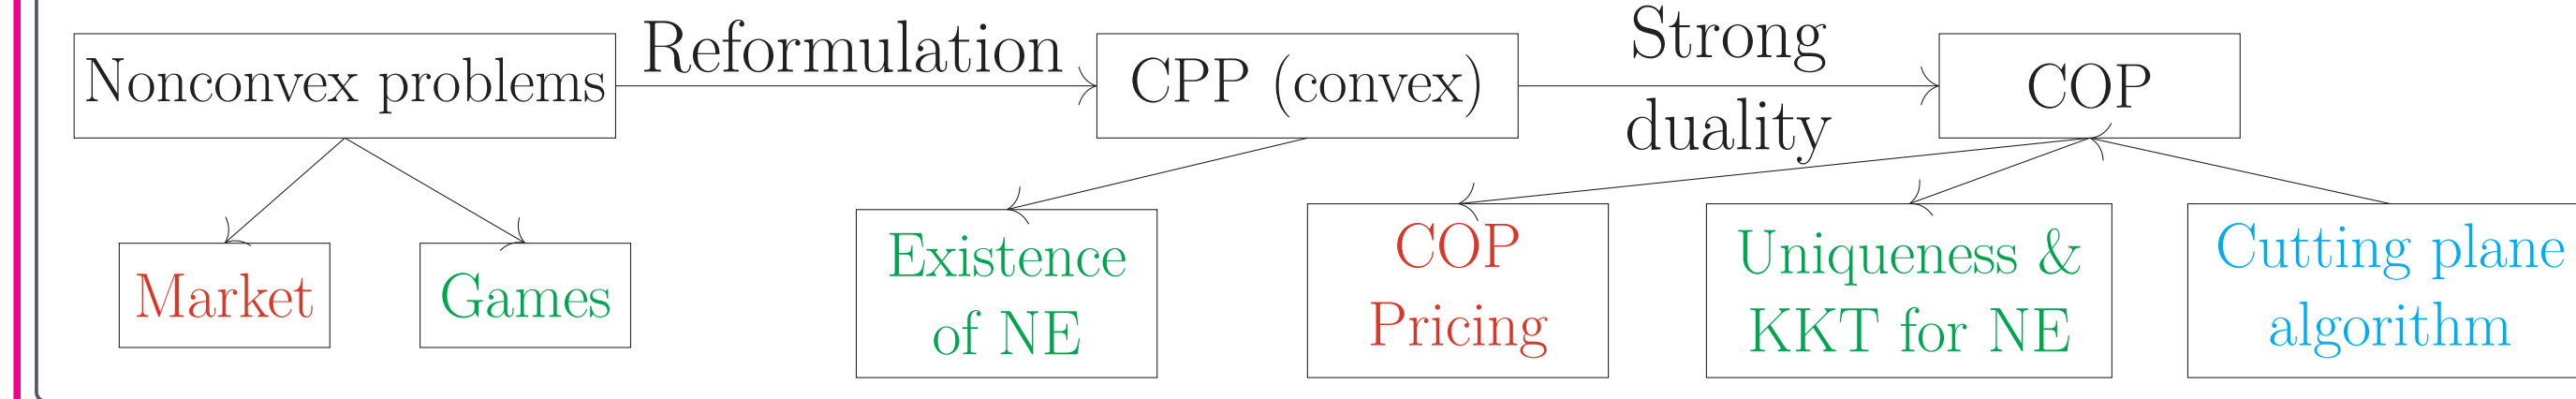 Nonconvex problems
Reformulation
CPP (convex)
Strong
duality
COP
Market
Games
Existence
of NE
COP
Pricing
Uniqueness &
KKT for NE
Cutting plane
algorithm